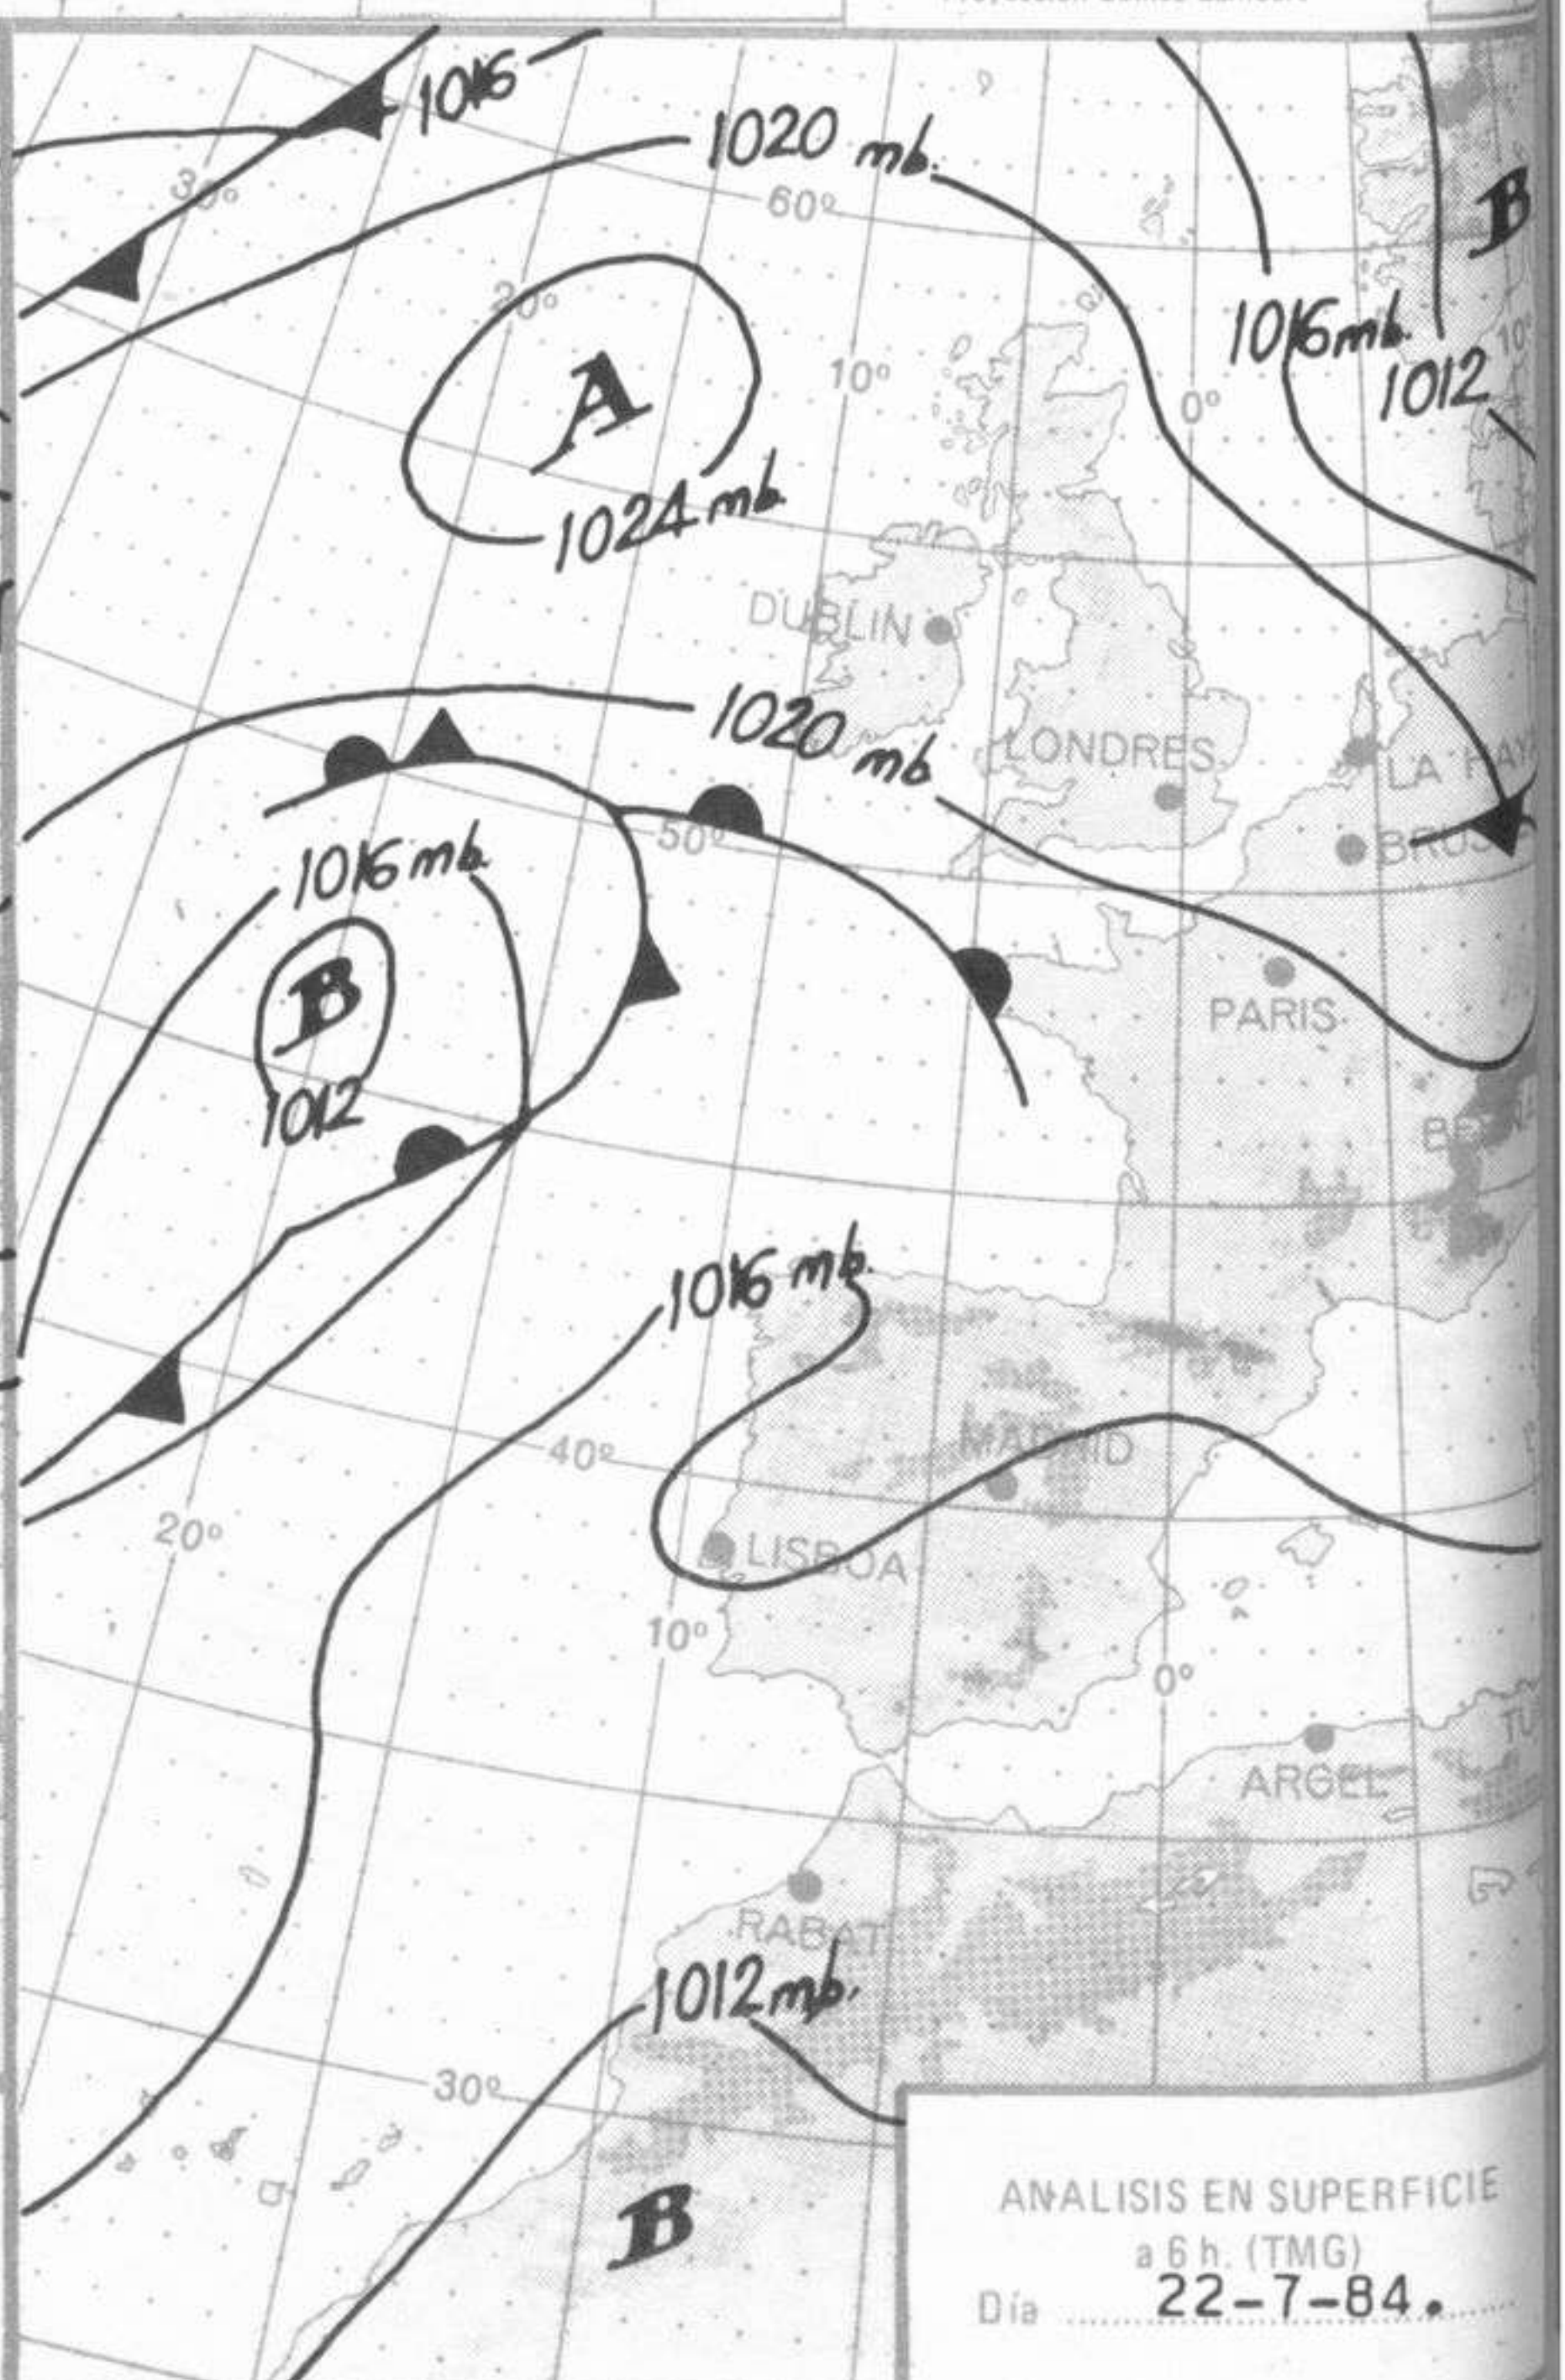 1016
1020 mb.
30º
60º
20º
B
A
10º
1016 mb.
10º
1012
0º
1024 mb.
DUBLIN
1020 mb
LONDRES
LA HAY
50º
BRUS
1016 mb.
B
PARIS
1012
1016 mb.
MADRID
40º
20º
LISBOA
10º
0º
ARGEL
RABAT
1012 mb.
30º
B
ANALISIS EN SUPERFICIE
a 6 h. (TMG)
Día 22-7-84.